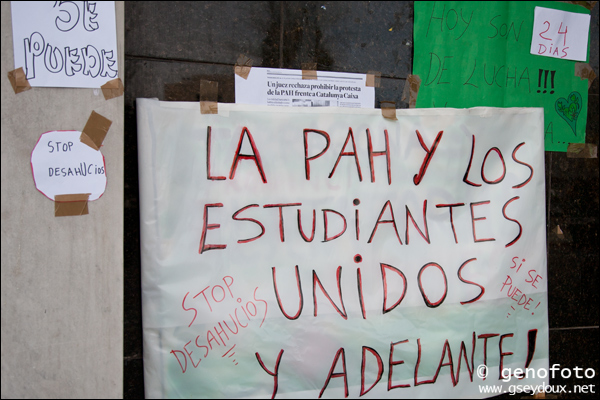 SE
PUEDE
STOP
DESAHUCIOS
Un juez rechaza prohibir la protesta
de la PAH frente a Catalunya Caixa
HOY SON
24
DIAS
DE LUCHA!!!
LA PAH Y LOS
ESTUDIANTES
UNIDOS
Y ADELANTE!
STOP
DESAHUCIOS
SI SE
PUEDE!
© genofoto
www.gseydoux.net